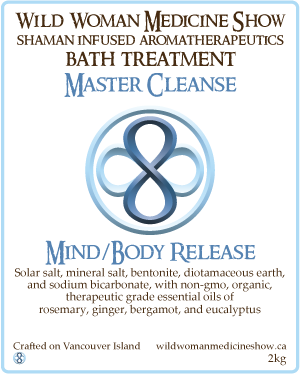 Wild Woman Medicine Show
shaman infused aromatherapeutics
bath treatment
Master Cleanse
Mind/Body Release
Solar salt, mineral salt, bentonite, diotamaceous earth,
and sodium bicarbonate, with non-gmo, organic,
therapeutic grade essential oils of
rosemary, ginger, bergamot, and eucalyptus
Crafted on Vancouver Island wildwomanmedicineshow.ca
2kg